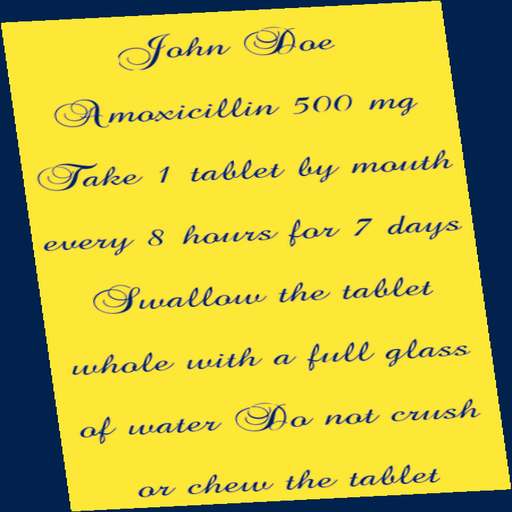 John Doe
Amoxicillin 500 mg
Take 1 tablet by mouth
every 8 hours for 7 days
Swallow the tablet
whole with a full glass
of water Do not crush
or chew the tablet